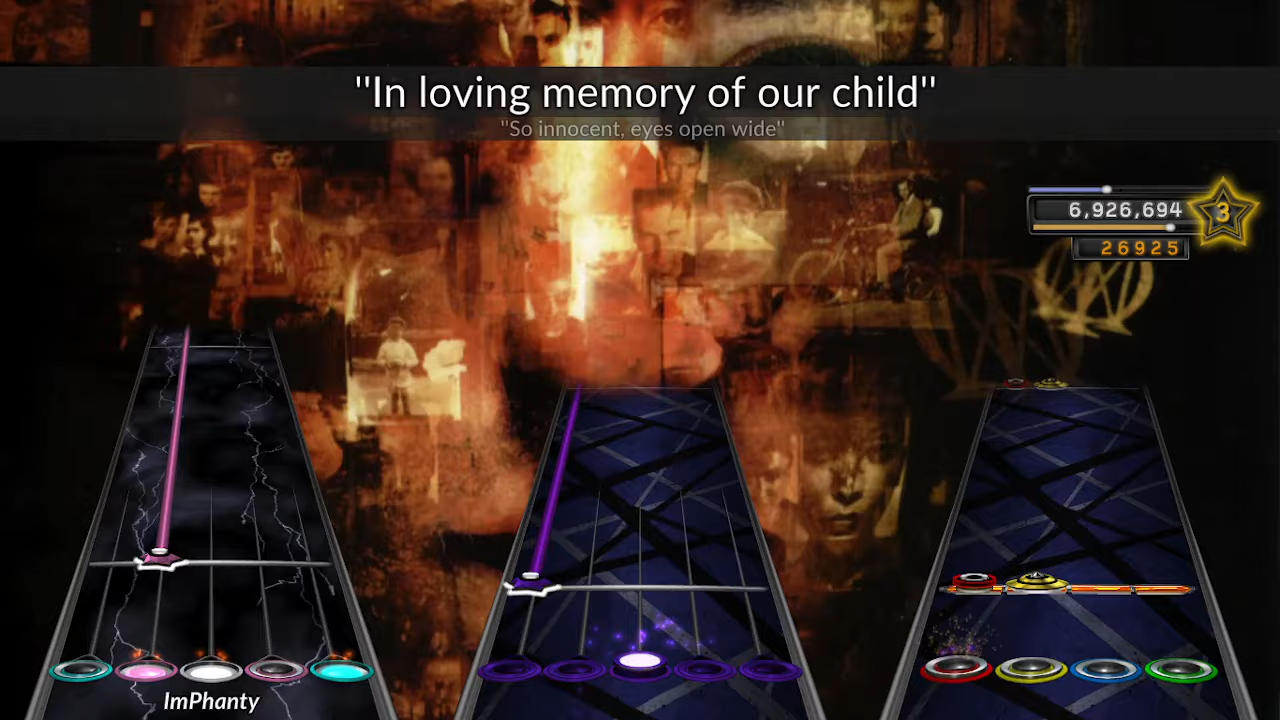 "In loving memory of our child"
"So innocent, eyes open wide"
6,926,694
3
26925
ImPhanty